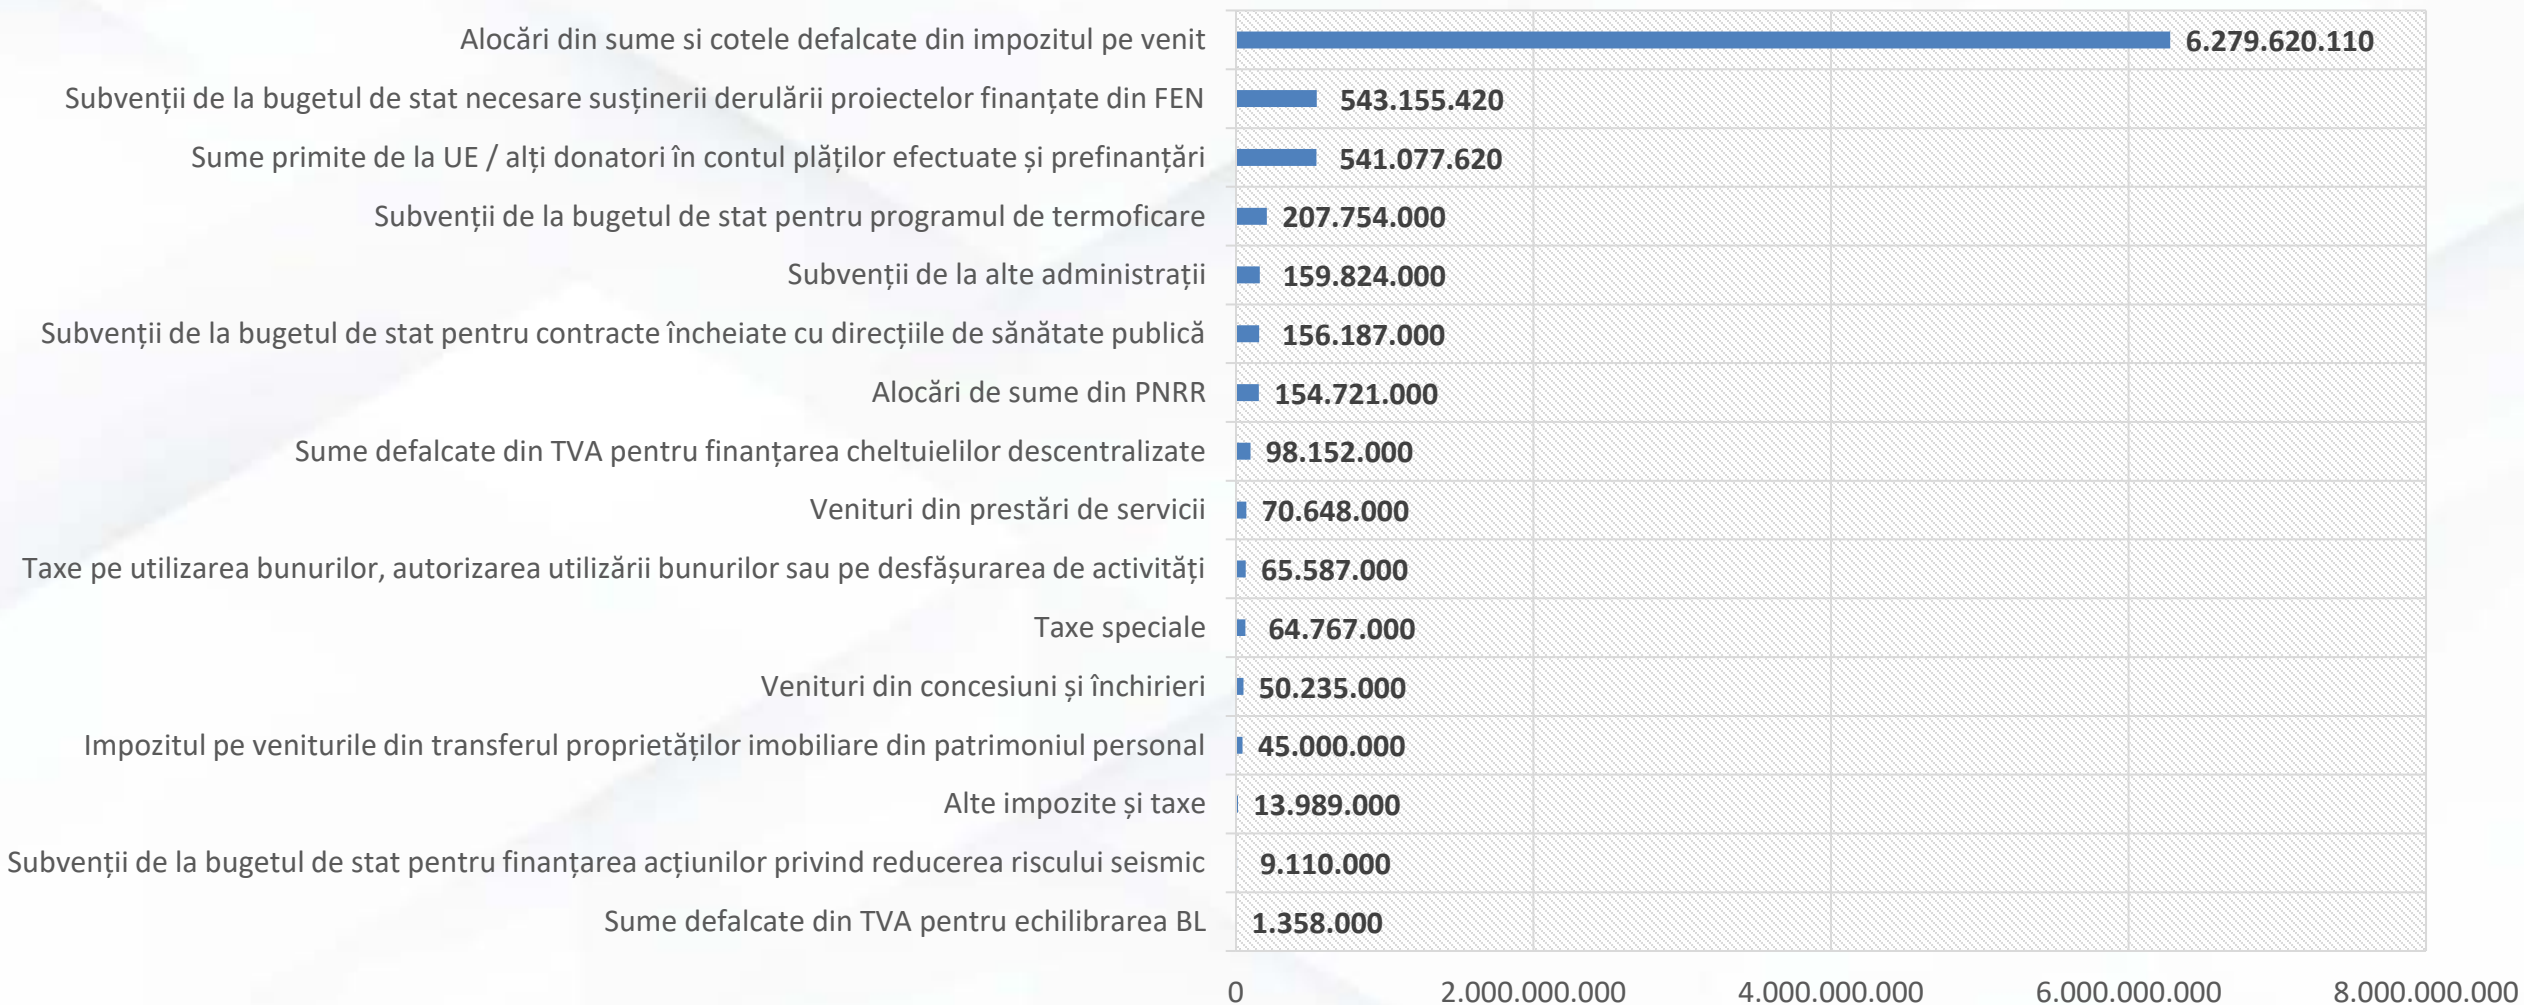 Alocări din sume si cotele defalcate din impozitul pe venit 6.279.620.110
Subvenții de la bugetul de stat necesare susținerii derulării proiectelor finanțate din FEN 543.155.420
Sume primite de la UE / alți donatori în contul plăților efectuate și prefinanțări 541.077.620
Subvenții de la bugetul de stat pentru programul de termoficare 207.754.000
Subvenții de la alte administrații 159.824.000
Subvenții de la bugetul de stat pentru contracte încheiate cu direcțiile de sănătate publică 156.187.000
Alocări de sume din PNRR 154.721.000
Sume defalcate din TVA pentru finanțarea cheltuielilor descentralizate 98.152.000
Venituri din prestări de servicii 70.648.000
Taxe pe utilizarea bunurilor, autorizarea utilizării bunurilor sau pe desfășurarea de activități 65.587.000
Taxe speciale 64.767.000
Venituri din concesiuni și închirieri 50.235.000
Impozitul pe veniturile din transferul proprietăților imobiliare din patrimoniul personal 45.000.000
Alte impozite și taxe 13.989.000
Subvenții de la bugetul de stat pentru finanțarea acțiunilor privind reducerea riscului seismic 9.110.000
Sume defalcate din TVA pentru echilibrarea BL 1.358.000
0 2.000.000.000 4.000.000.000 6.000.000.000 8.000.000.000